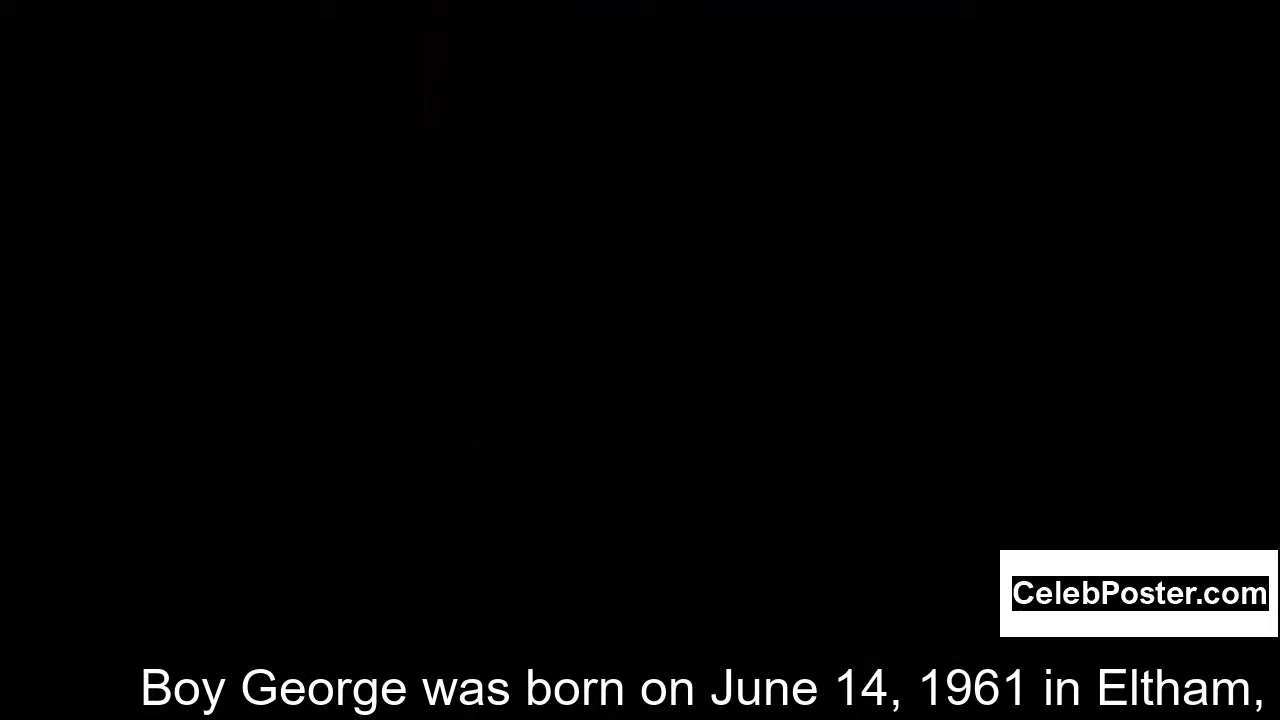 CelebPoster.com
Boy George was born on June 14, 1961 in Eltham,